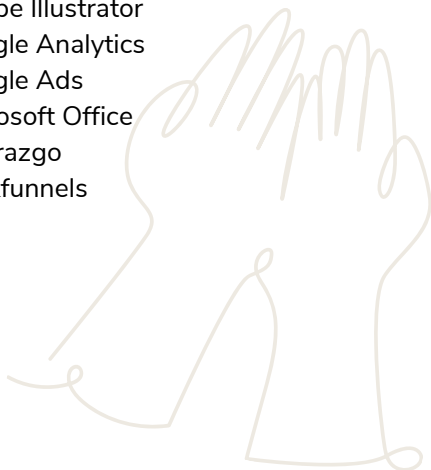 be Illustrator
gle Analytics
gle Ads
osoft Office
razgo
funnels